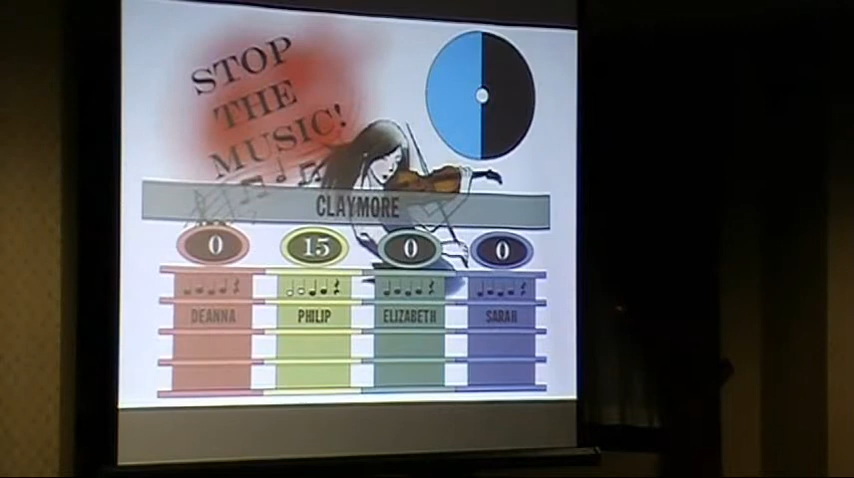 STOP
THE
MUSIC!
CLAYMORE
0 15 0 0
DEANNA PHILIP ELIZABETH SARAH